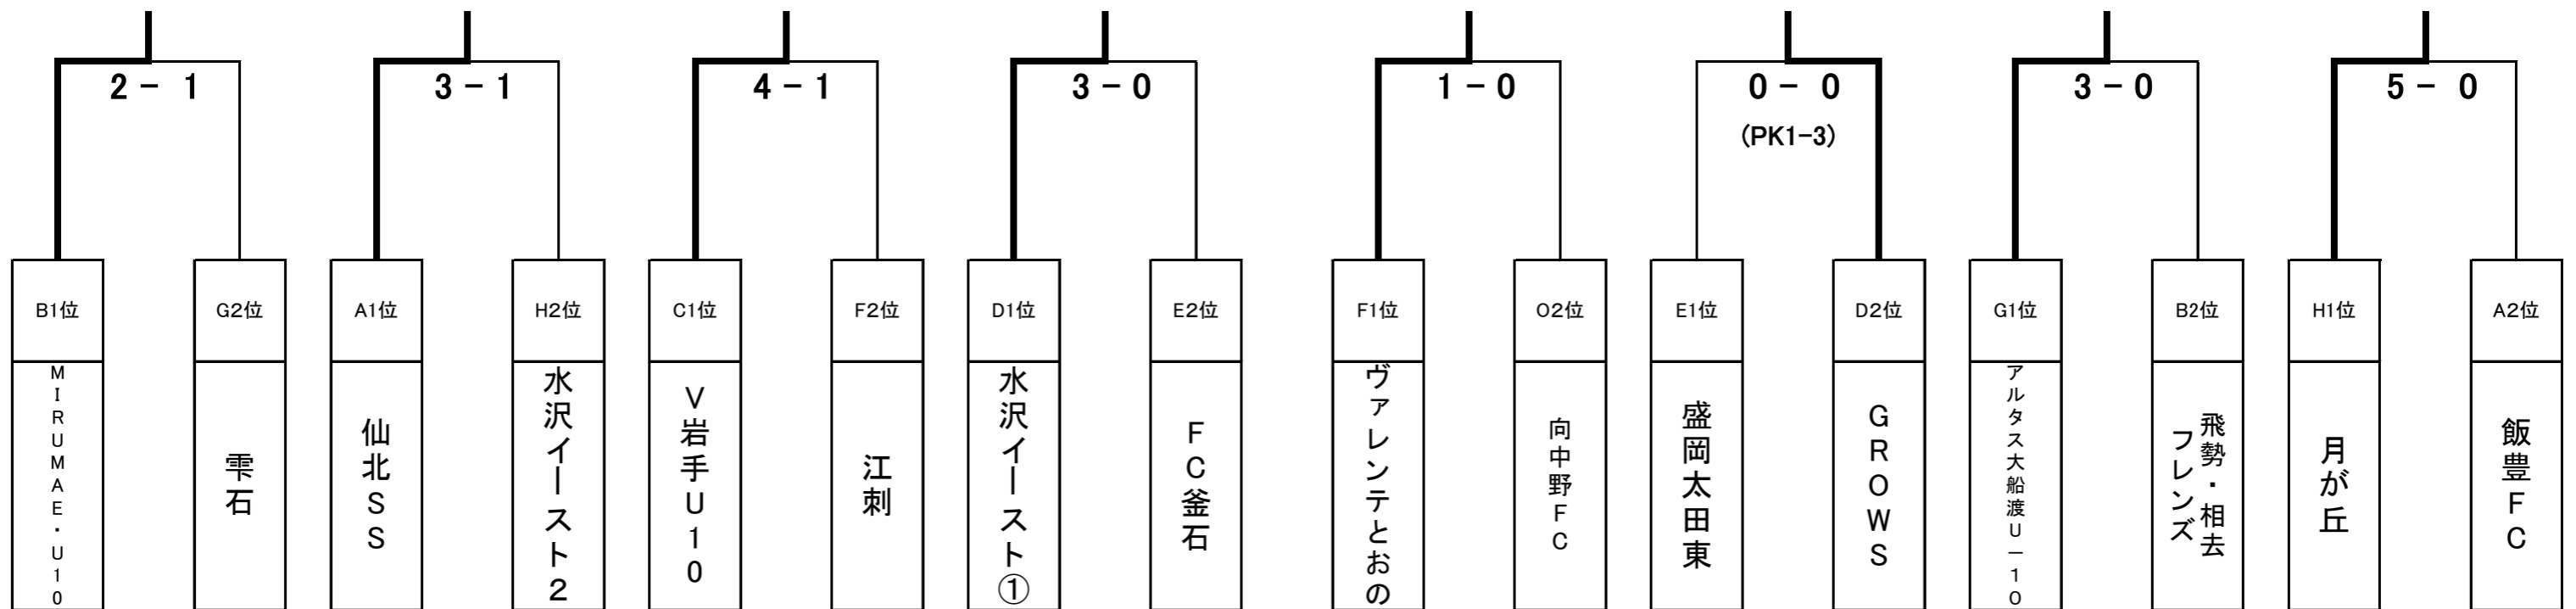 2 - 1
3 - 1
4 - 1
3 - 0
1 - 0
0 - 0
3 - 0
5 - 0
(PK1-3)
B1位
G2位
A1位
H2位
C1位
F2位
D1位
E2位
F1位
O2位
E1位
D2位
G1位
B2位
H1位
A2位
MIRUMAE・U10
雫石
仙北SS
水沢イースト2
V岩手U10
江刺
水沢イースト①
FC釜石
ヴァレンテとおの
向中野FC
盛岡太田東
GROWS
アルタス大船渡U-10
飛勢・相去
フレンズ
月が丘
飯豊FC